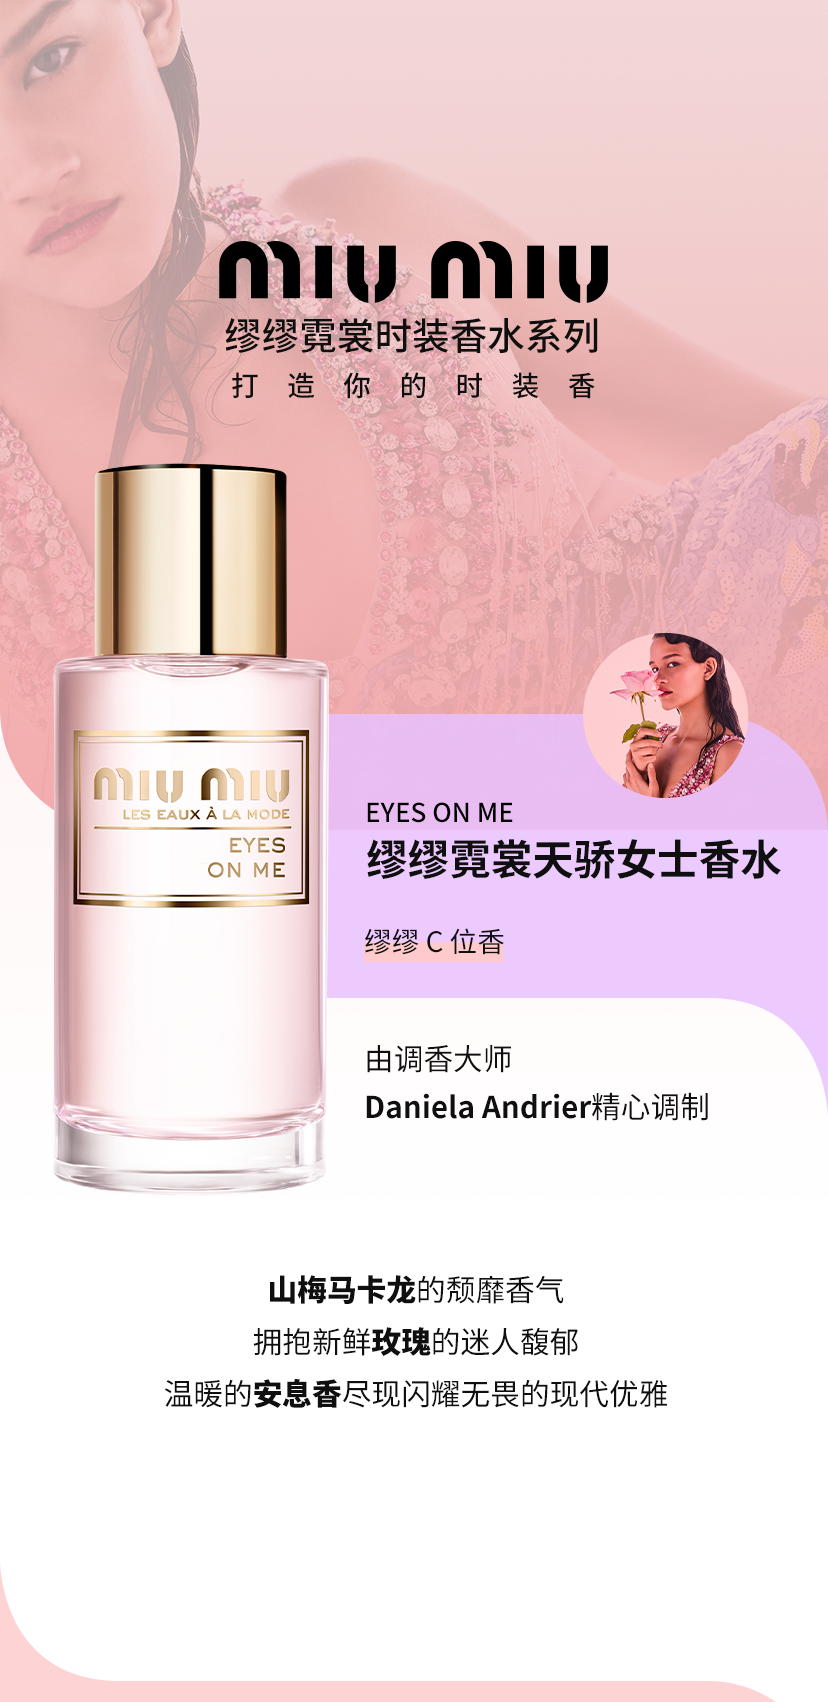 MIU MIU
缪缪霓裳时装香水系列
打造你的时装香
MIU MIU
LES EAUX À LA MODE
EYES
ON ME
EYES ON ME
缪缪霓裳天骄女士香水
缪缪 C 位香
由调香大师
Daniela Andrier精心调制
山梅马卡龙的颓靡香气
拥抱新鲜玫瑰的迷人馥郁
温暖的安息香尽现闪耀无畏的现代优雅